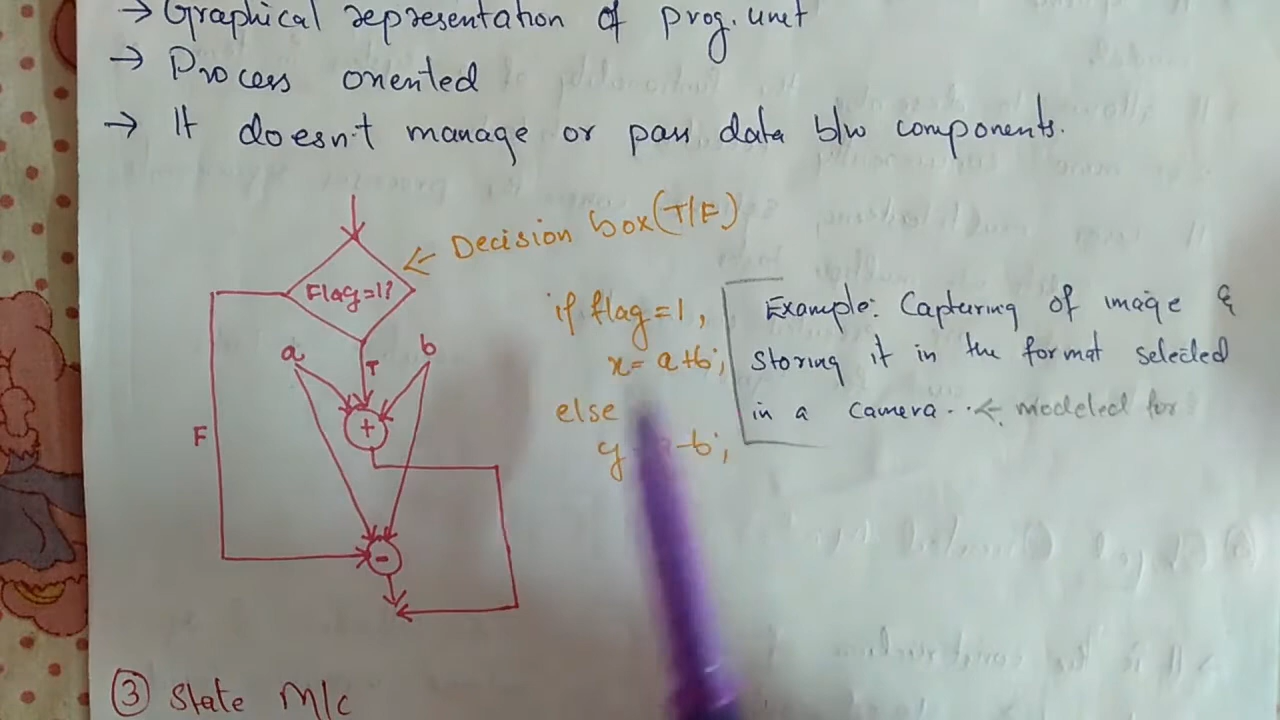 → Graphical representation of prog. unit
→ Process oriented
→ It doesn't manage or pass data b/w components.
← Decision box (T/F)
Flag=1?
a
b
T
+
F
-
if flag=1,
x= a+b;
else
y -b;
Example: Capturing of image &
storing it in the format selected
in a camera. ← modeled for
③ State M/c